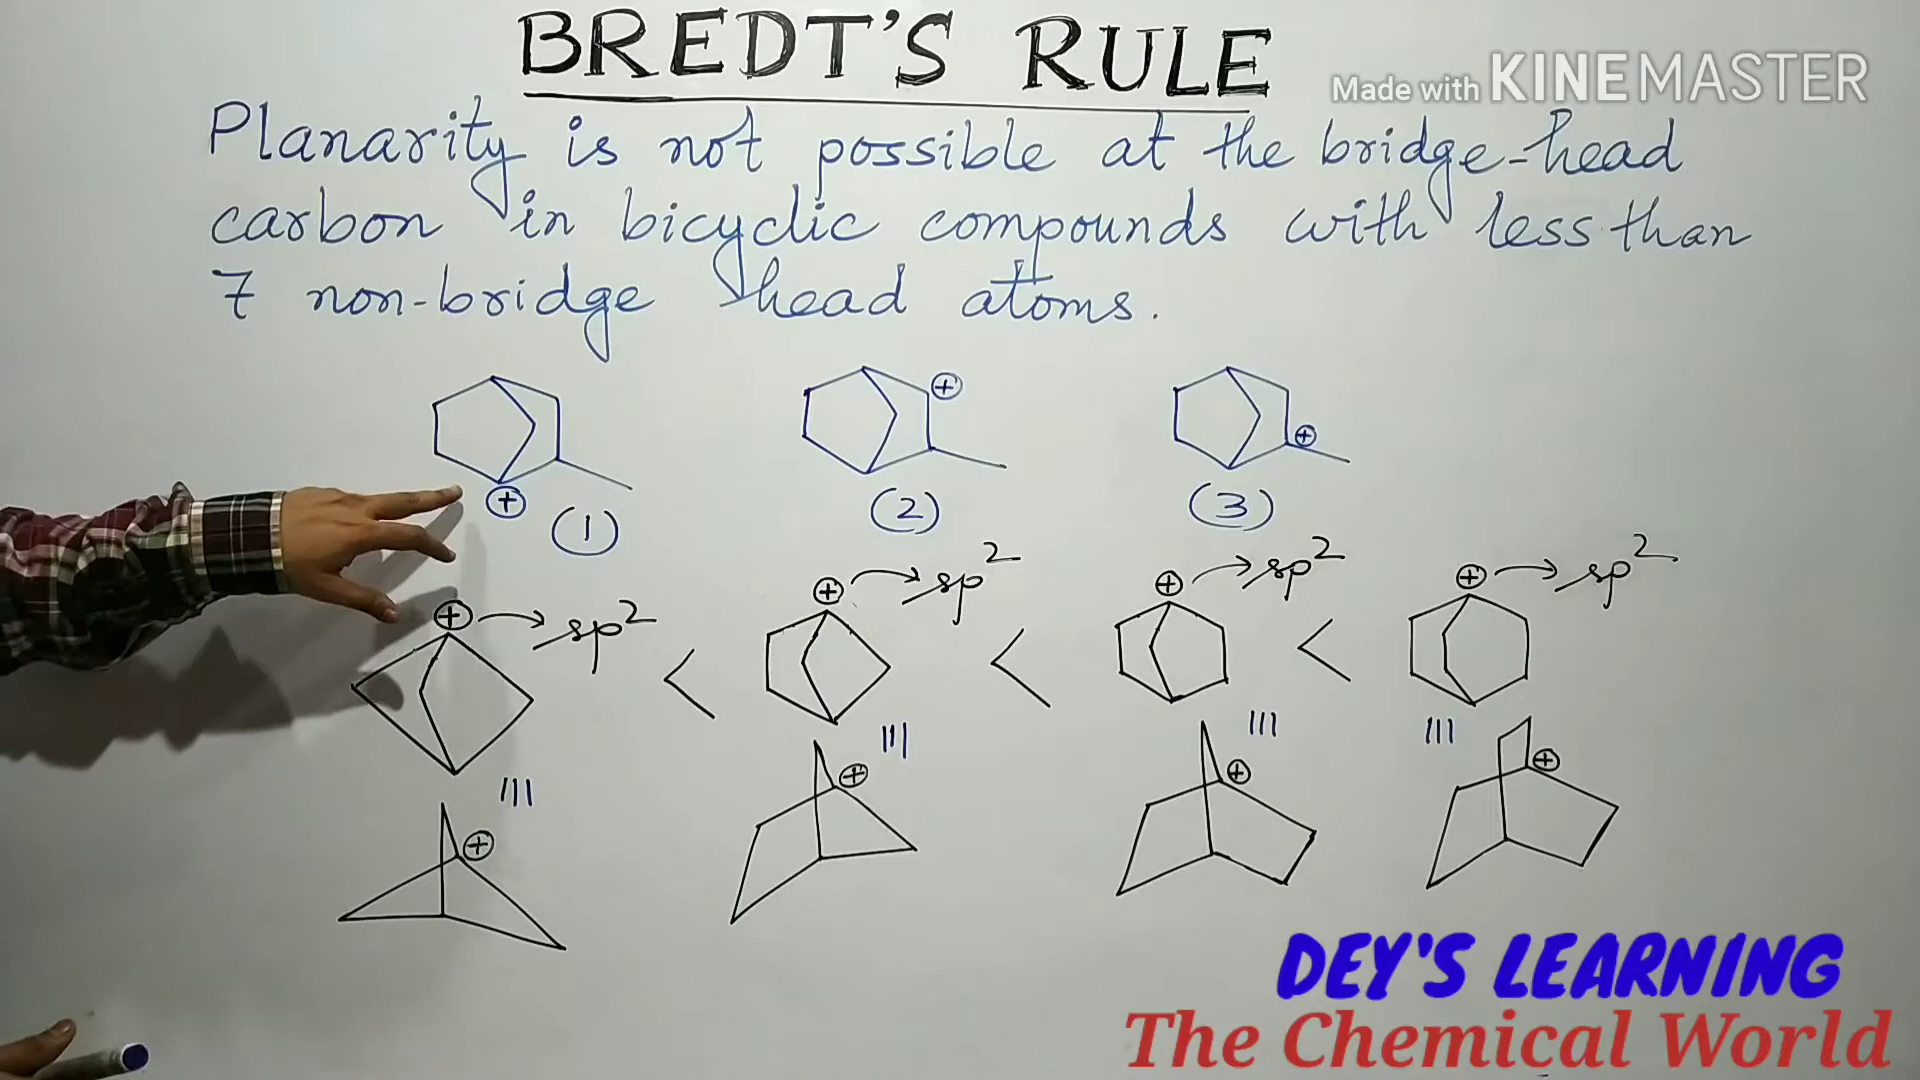 BREDT'S RULE
Made with KINEMASTER
Planarity is not possible at the bridge-head
carbon in bicyclic compounds with less than
7 non-bridge head atoms.
⊕ ⊕
⊕ (1) (2) (3)
⊕ → sp² < ⊕ → sp² < ⊕ → sp² < ⊕ → sp²
||| ||| ||| |||
⊕ ⊕ ⊕ ⊕
DEY'S LEARNING
The Chemical World